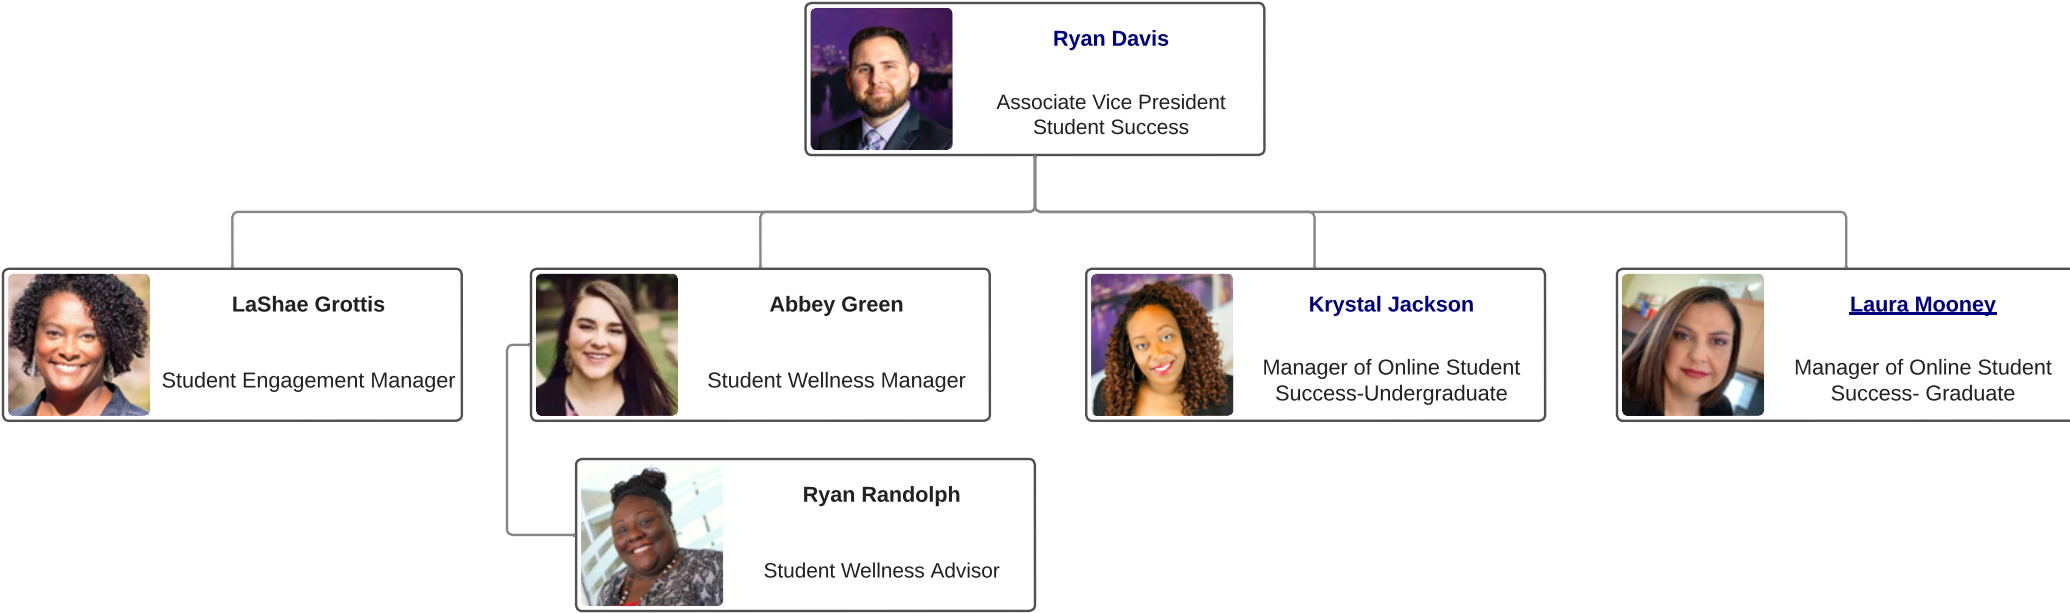 Ryan Davis
Associate Vice President
Student Success
LaShae Grottis
Student Engagement Manager
Abbey Green
Student Wellness Manager
Krystal Jackson
Manager of Online Student
Success-Undergraduate
Laura Mooney
Manager of Online Student
Success- Graduate
Ryan Randolph
Student Wellness Advisor